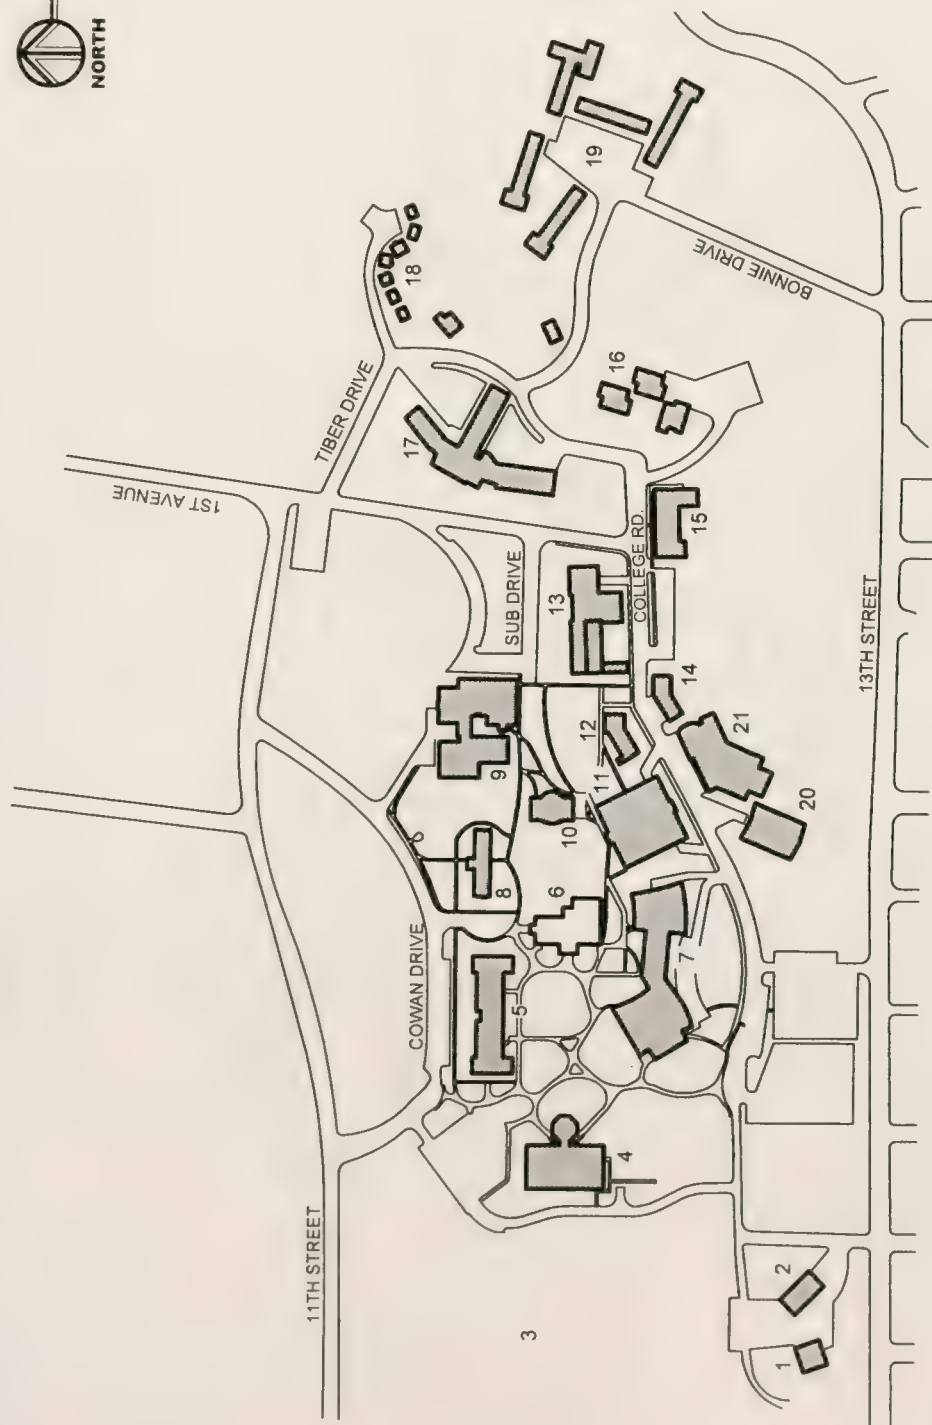 NORTH
1ST AVENUE
TIBER DRIVE
18
19
BONNIE DRIVE
17
16
SUB DRIVE
13
COLLEGE RD.
15
14
12
11
21
13TH STREET
9
10
20
8
6
COWAN DRIVE
5
7
11TH STREET
4
3
2
1